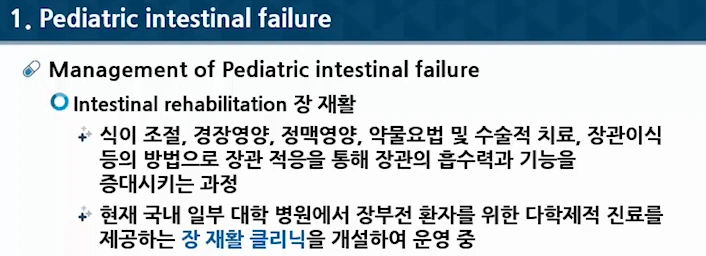 1. Pediatric intestinal failure
Management of Pediatric intestinal failure
Intestinal rehabilitation 장 재활
식이 조절, 경장영양, 정맥영양, 약물요법 및 수술적 치료, 장관이식
등의 방법으로 장관 적응을 통해 장관의 흡수력과 기능을
증대시키는 과정
현재 국내 일부 대학 병원에서 장부전 환자를 위한 다학제적 진료를
제공하는 장 재활 클리닉을 개설하여 운영 중